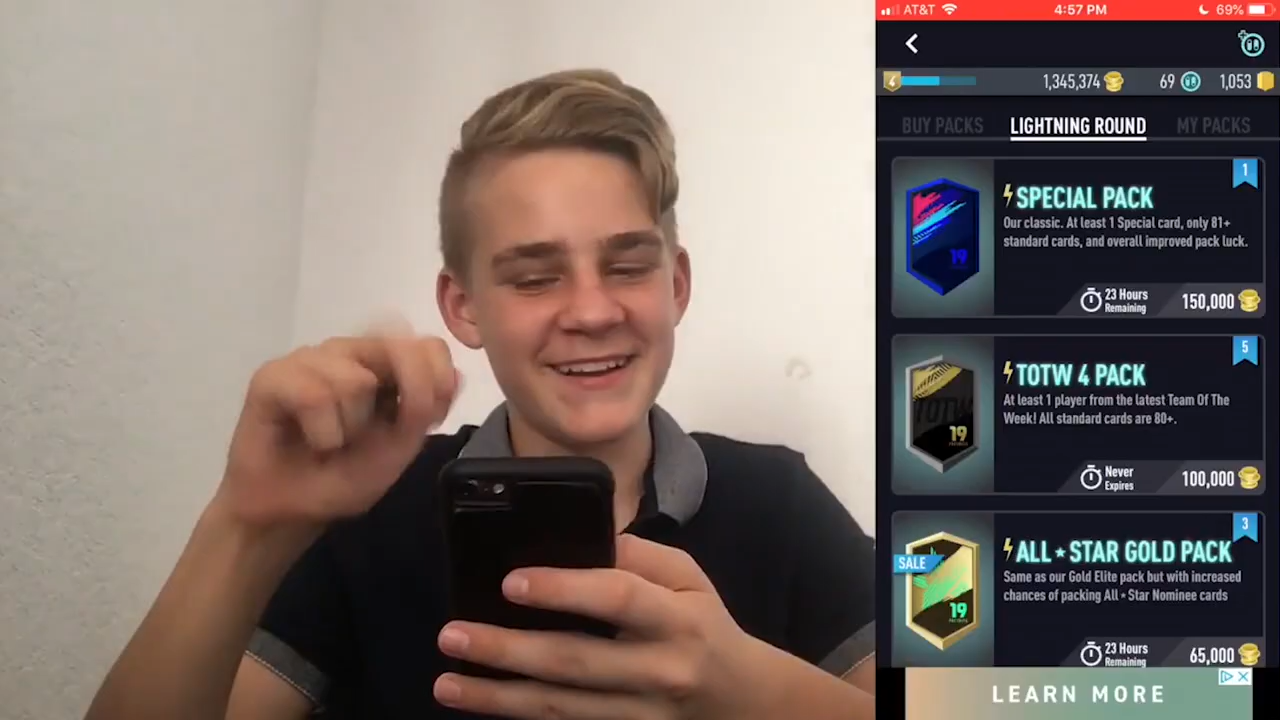 AT&T 4:57 PM 69%
1,345,374 69 1,053
BUY PACKS LIGHTNING ROUND MY PACKS
1
SPECIAL PACK
Our classic. At least 1 Special card, only 81+
standard cards, and overall improved pack luck.
19
23 Hours
Remaining
150,000
5
TOTW 4 PACK
At least 1 player from the latest Team Of The
Week! All standard cards are 80+.
TOTW
19
Never
Expires
100,000
3
ALL ★ STAR GOLD PACK
SALE
Same as our Gold Elite pack but with increased
chances of packing All ★ Star Nominee cards
19
23 Hours
Remaining
65,000
LEARN MORE